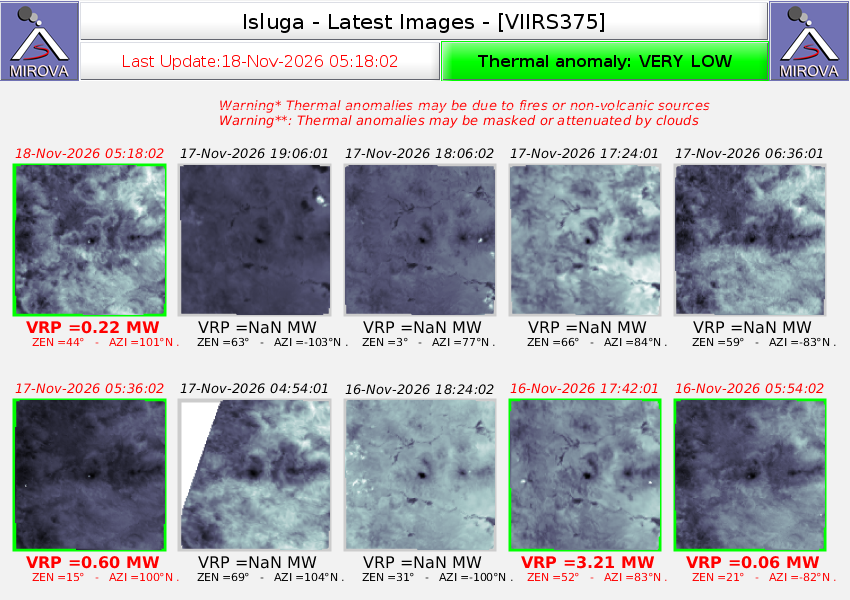 Isluga - Latest Images - [VIIRS375]
MIROVA
Last Update:18-Nov-2026 05:18:02
Thermal anomaly: VERY LOW
MIROVA
Warning* Thermal anomalies may be due to fires or non-volcanic sources
Warning**: Thermal anomalies may be masked or attenuated by clouds
18-Nov-2026 05:18:02 17-Nov-2026 19:06:01 17-Nov-2026 18:06:02 17-Nov-2026 17:24:01 17-Nov-2026 06:36:01
VRP =0.22 MW VRP =NaN MW VRP =NaN MW VRP =NaN MW VRP =NaN MW
ZEN =44° - AZI =101°N . ZEN =63° - AZI =-103°N . ZEN =3° - AZI =77°N . ZEN =66° - AZI =84°N . ZEN =59° - AZI =-83°N .
17-Nov-2026 05:36:02 17-Nov-2026 04:54:01 16-Nov-2026 18:24:02 16-Nov-2026 17:42:01 16-Nov-2026 05:54:02
VRP =0.60 MW VRP =NaN MW VRP =NaN MW VRP =3.21 MW VRP =0.06 MW
ZEN =15° - AZI =100°N . ZEN =69° - AZI =104°N . ZEN =31° - AZI =-100°N . ZEN =52° - AZI =83°N . ZEN =21° - AZI =-82°N .